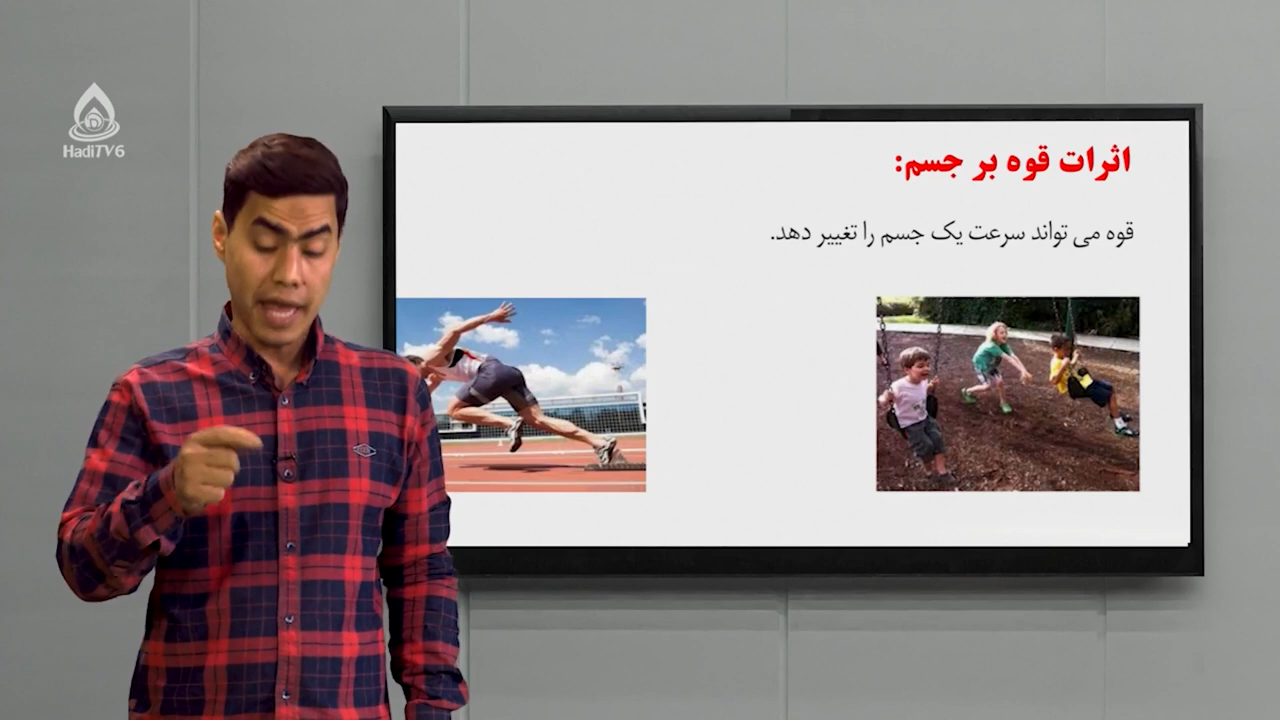 HadiTV6
اثرات قوه بر جسم:
قوه می تواند سرعت یک جسم را تغییر دهد.